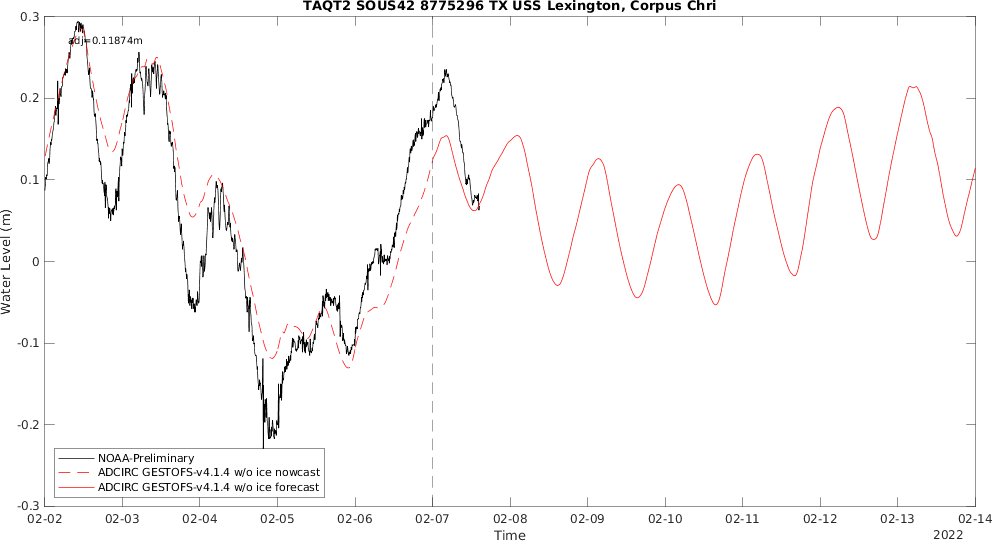 TAQT2 SOUS42 8775296 TX USS Lexington, Corpus Chri
adj=0.11874m
0.3
0.2
0.1
0
-0.1
-0.2
-0.3
Water Level (m)
NOAA-Preliminary
ADCIRC GESTOFS-v4.1.4 w/o ice nowcast
ADCIRC GESTOFS-v4.1.4 w/o ice forecast
02-02 02-03 02-04 02-05 02-06 02-07 02-08 02-09 02-10 02-11 02-12 02-13 02-14
Time
2022